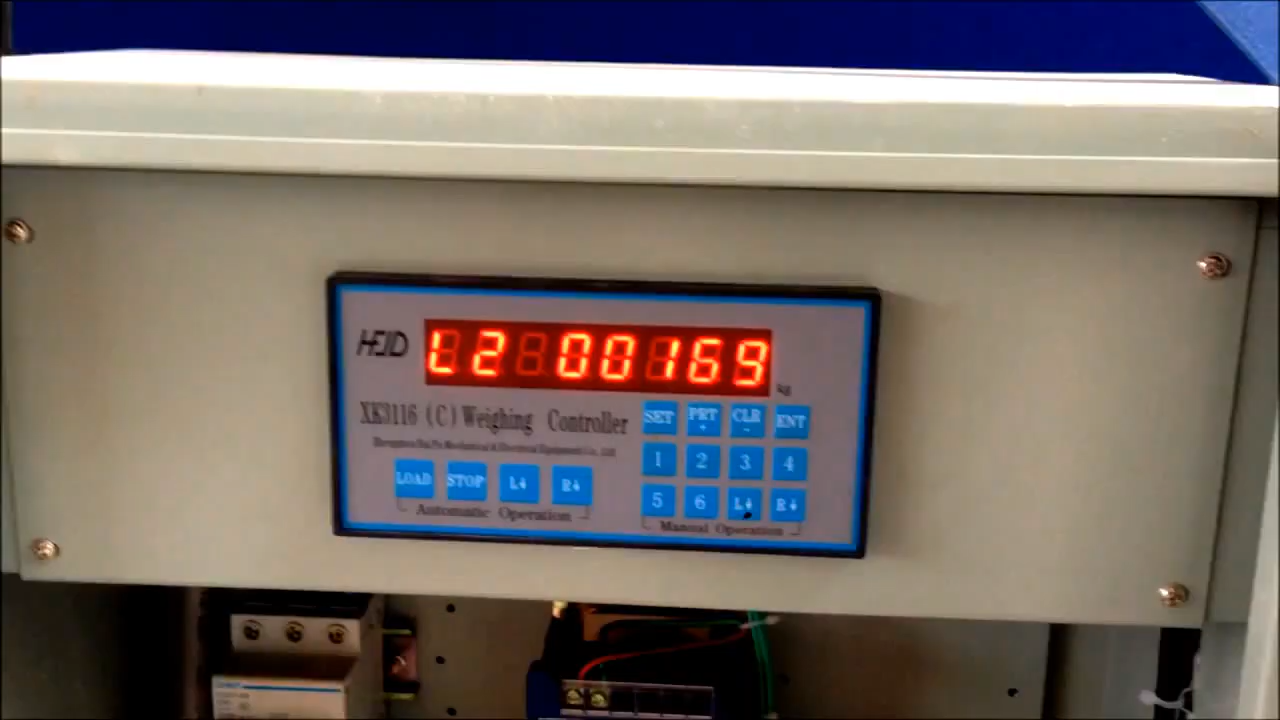 HEJD
L2 00169
kg
XK3116 (C) Weighing Controller
SET PRT + CLR - ENT
1 2 3 4
LOAD STOP L↓ R↓
5 6 L↓ R↓
Automatic Operation
Manual Operation